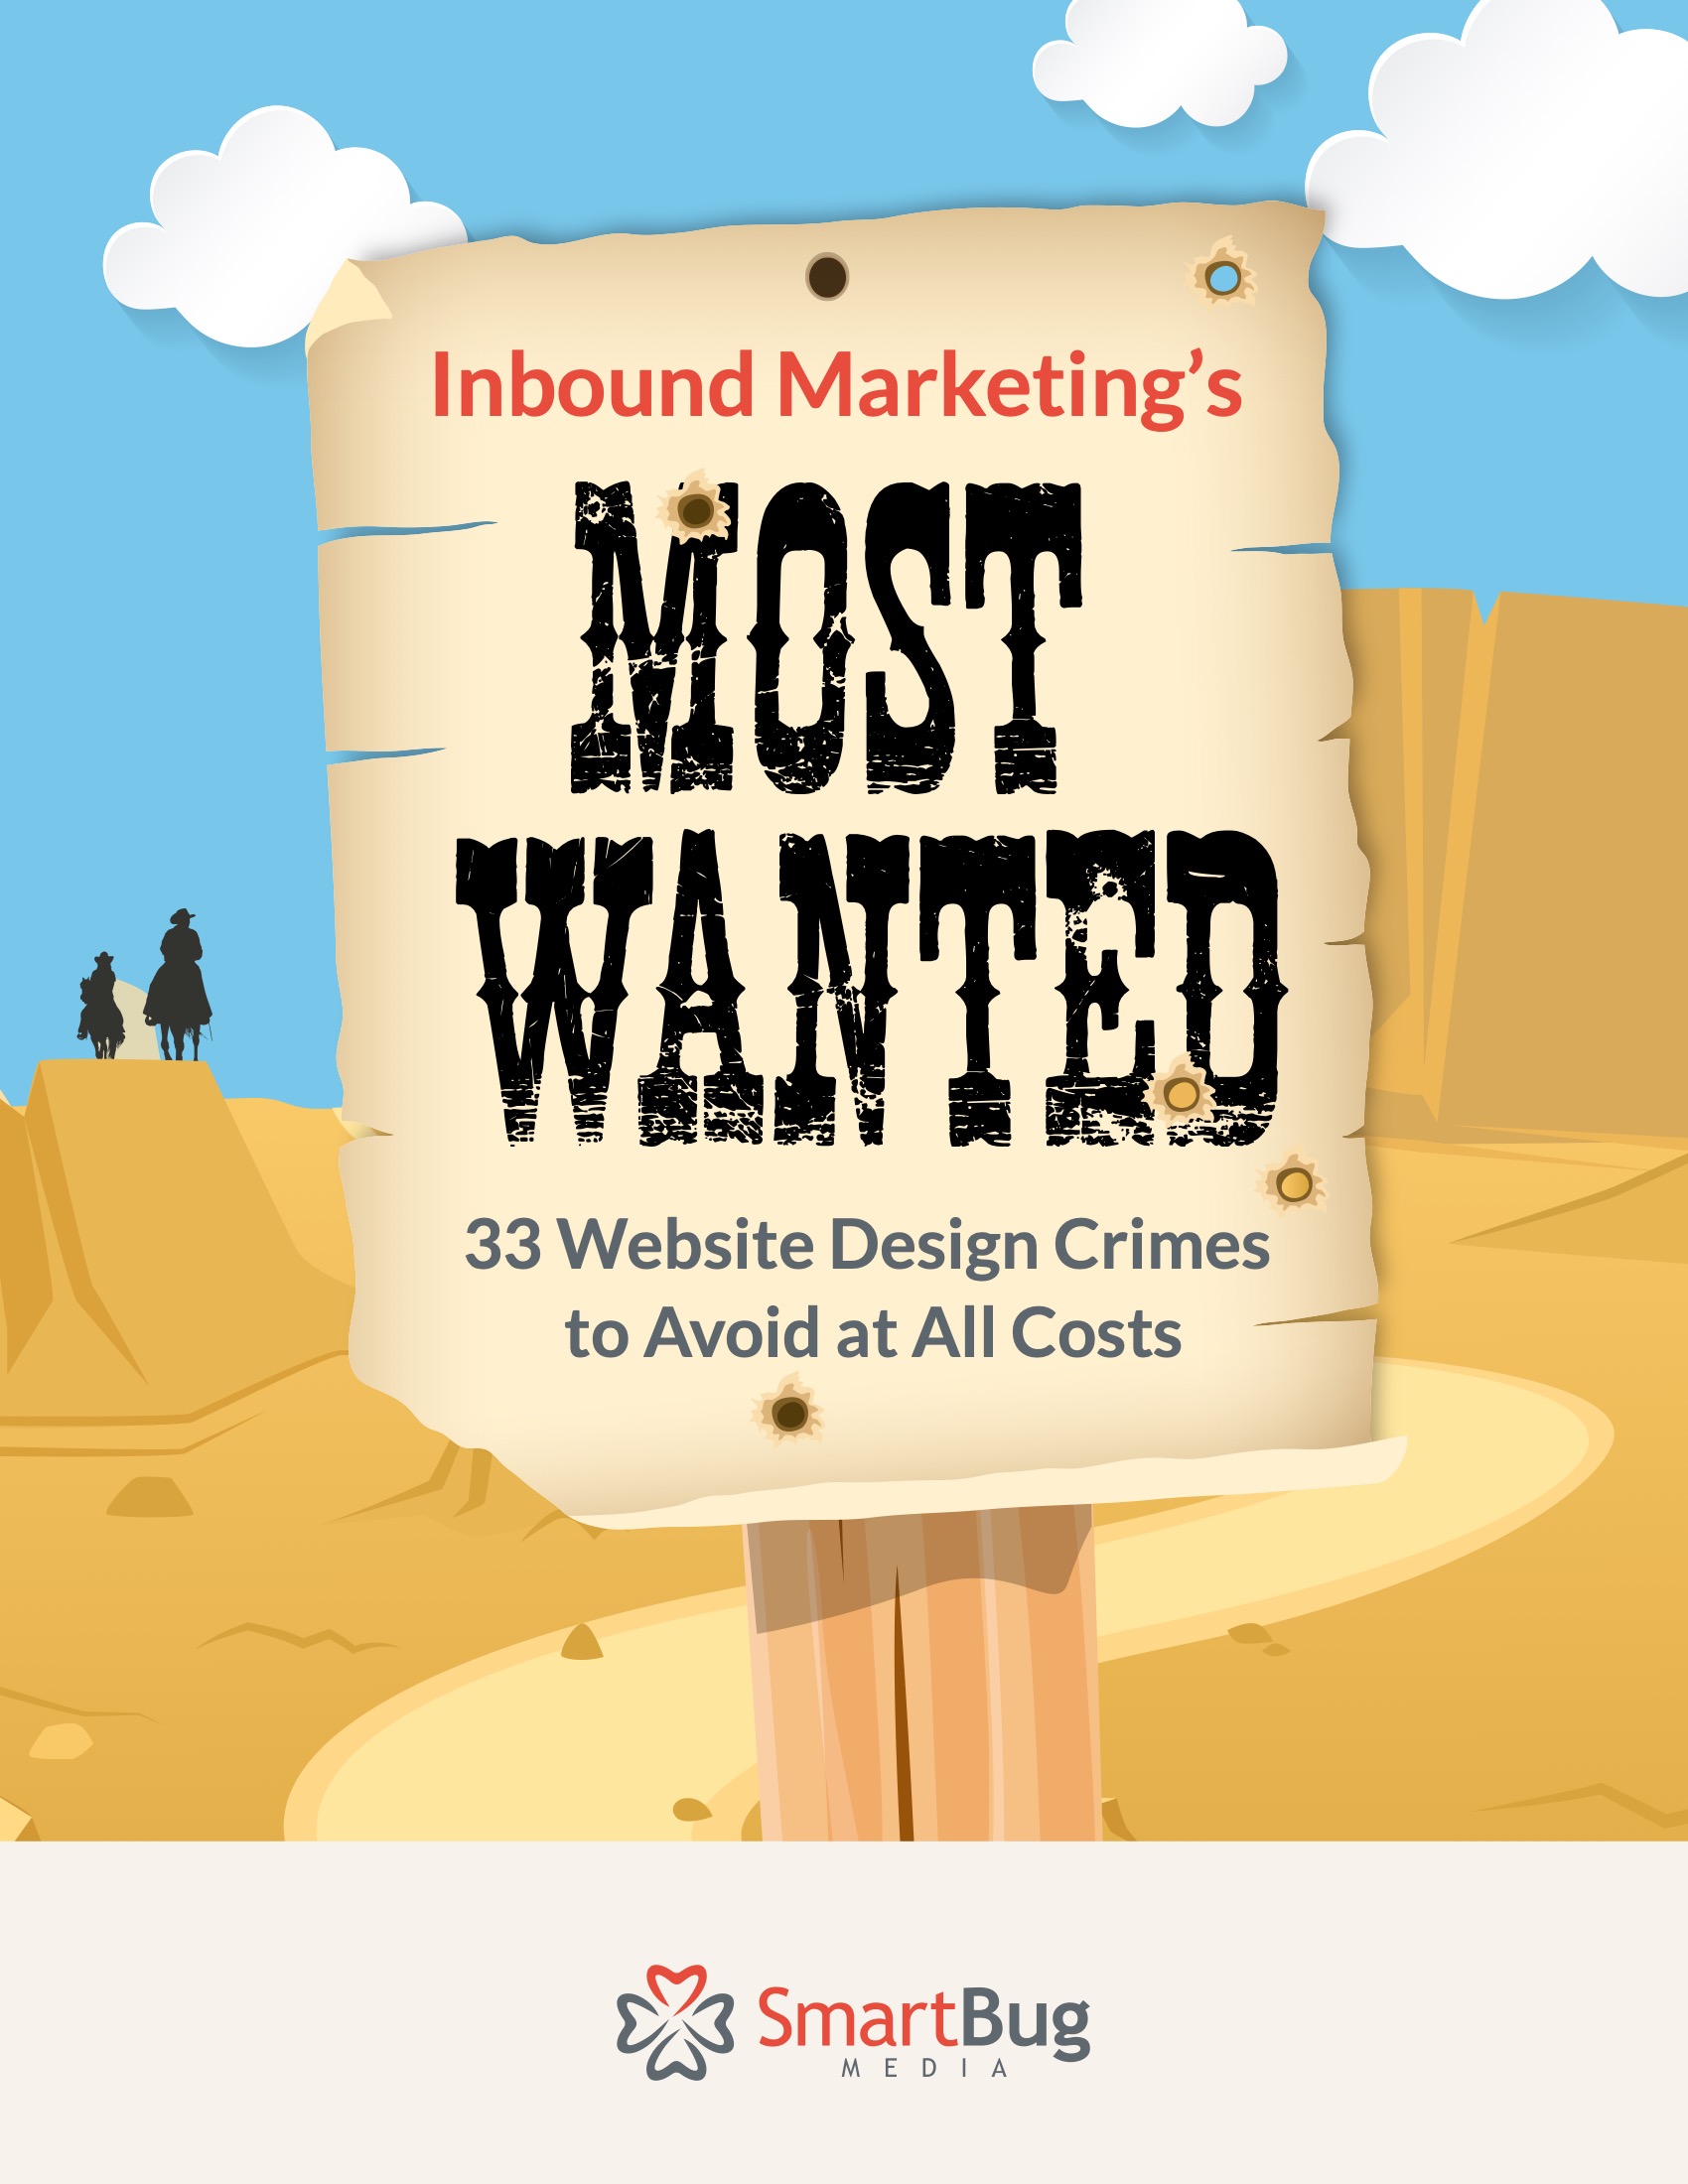 Inbound Marketing’s
MOST
WANTED
33 Website Design Crimes
to Avoid at All Costs
SmartBug
MEDIA